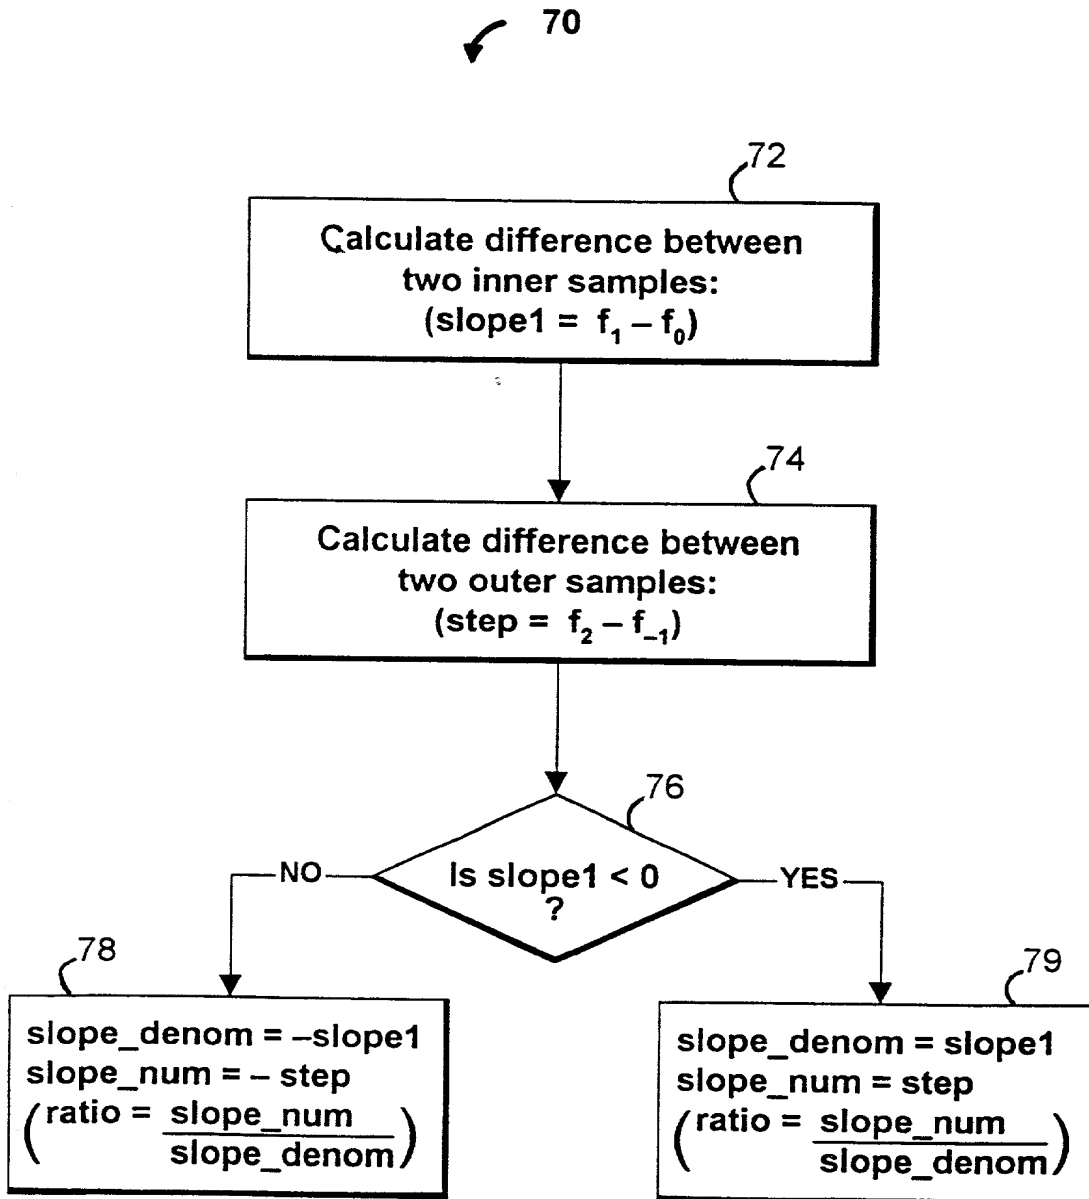 70
72
Calculate difference between
two inner samples:
(slope1 = f₁ – f₀)
74
Calculate difference between
two outer samples:
(step = f₂ – f₋₁)
76
Is slope1 < 0
?
NO
YES
78
slope_denom = –slope1
slope_num = – step
(ratio = slope_num
slope_denom)
79
slope_denom = slope1
slope_num = step
(ratio = slope_num
slope_denom)